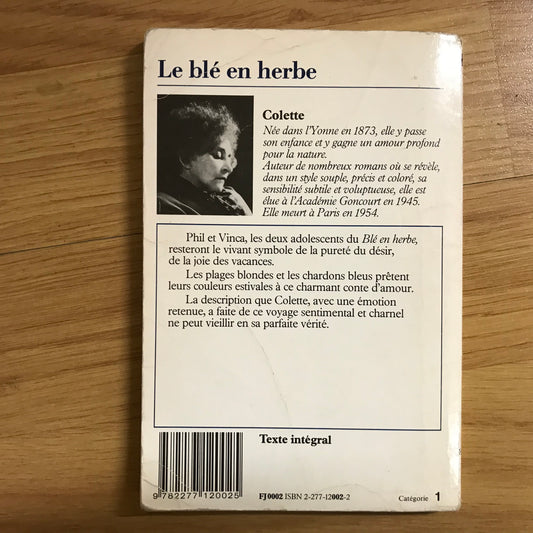 Le blé en herbe
Colette
Née dans l'Yonne en 1873, elle y passe
son enfance et y gagne un amour profond
pour la nature.
Auteur de nombreux romans où se révèle,
dans un style souple, précis et coloré, sa
sensibilité subtile et voluptueuse, elle est
élue à l'Académie Goncourt en 1945.
Elle meurt à Paris en 1954.
Phil et Vinca, les deux adolescents du Blé en herbe,
resteront le vivant symbole de la pureté du désir,
de la joie des vacances.
Les plages blondes et les chardons bleus prêtent
leurs couleurs estivales à ce charmant conte d'amour.
La description que Colette, avec une émotion
retenue, a faite de ce voyage sentimental et charnel
ne peut vieillir en sa parfaite vérité.
Texte intégral
9 782277 120025
FJ0002 ISBN 2-277-12002-2
Catégorie 1